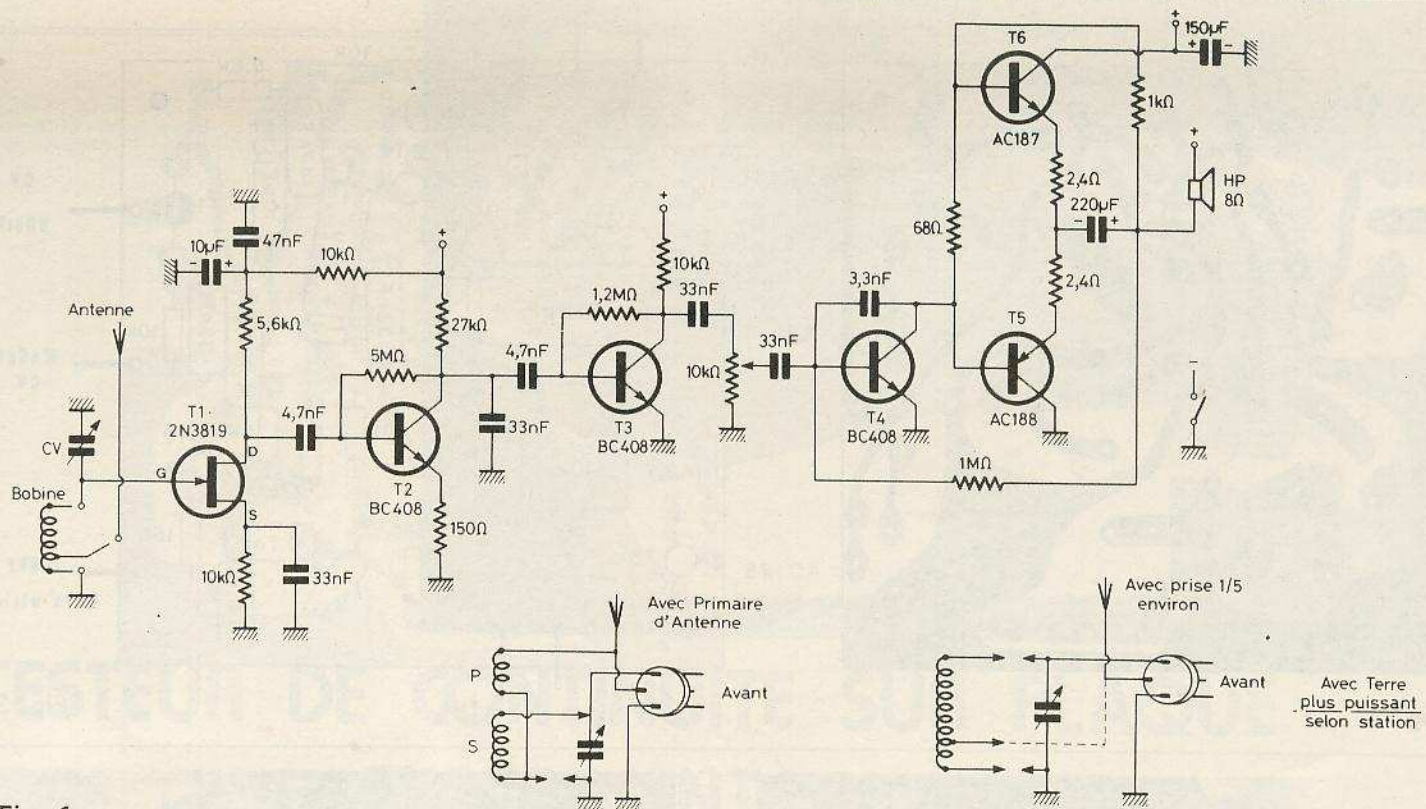 Antenne
CV
Bobine
G
T1
2N3819
D
S
10µF
- +
47nF
10kΩ
5,6kΩ
10kΩ
33nF
4,7nF
5MΩ
+
27kΩ
T2
BC408
150Ω
33nF
4,7nF
1,2MΩ
+
10kΩ
T3
BC408
33nF
10kΩ
33nF
3,3nF
T4
BC408
1MΩ
68Ω
T6
AC187
2,4Ω
220µF
- +
2,4Ω
T5
AC188
+
150µF
+ -
1kΩ
+
HP
8Ω
-
Avec Primaire
d'Antenne
P
S
Avant
Avec prise 1/5
environ
Avant
Avec Terre
plus puissant
selon station